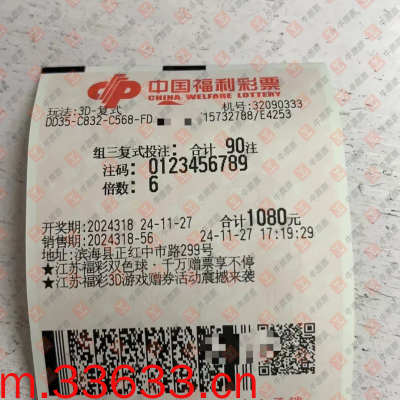 中国福利彩票
CHINA WELFARE LOTTERY
玩法:3D-复式 机号:32090333
DD35-C832-C568-FD 15732788/E4253
组三复式投注: 合计 90注
注码: 0123456789
倍数: 6
开奖期:2024318 24-11-27 合计1080元
销售期:2024318-56 24-11-27 17:19:29
地址:滨海县正红中市路299号
★江苏福彩双色球·千万赠票享不停
★江苏福彩3D游戏赠券活动震撼来袭
m.33633.cn